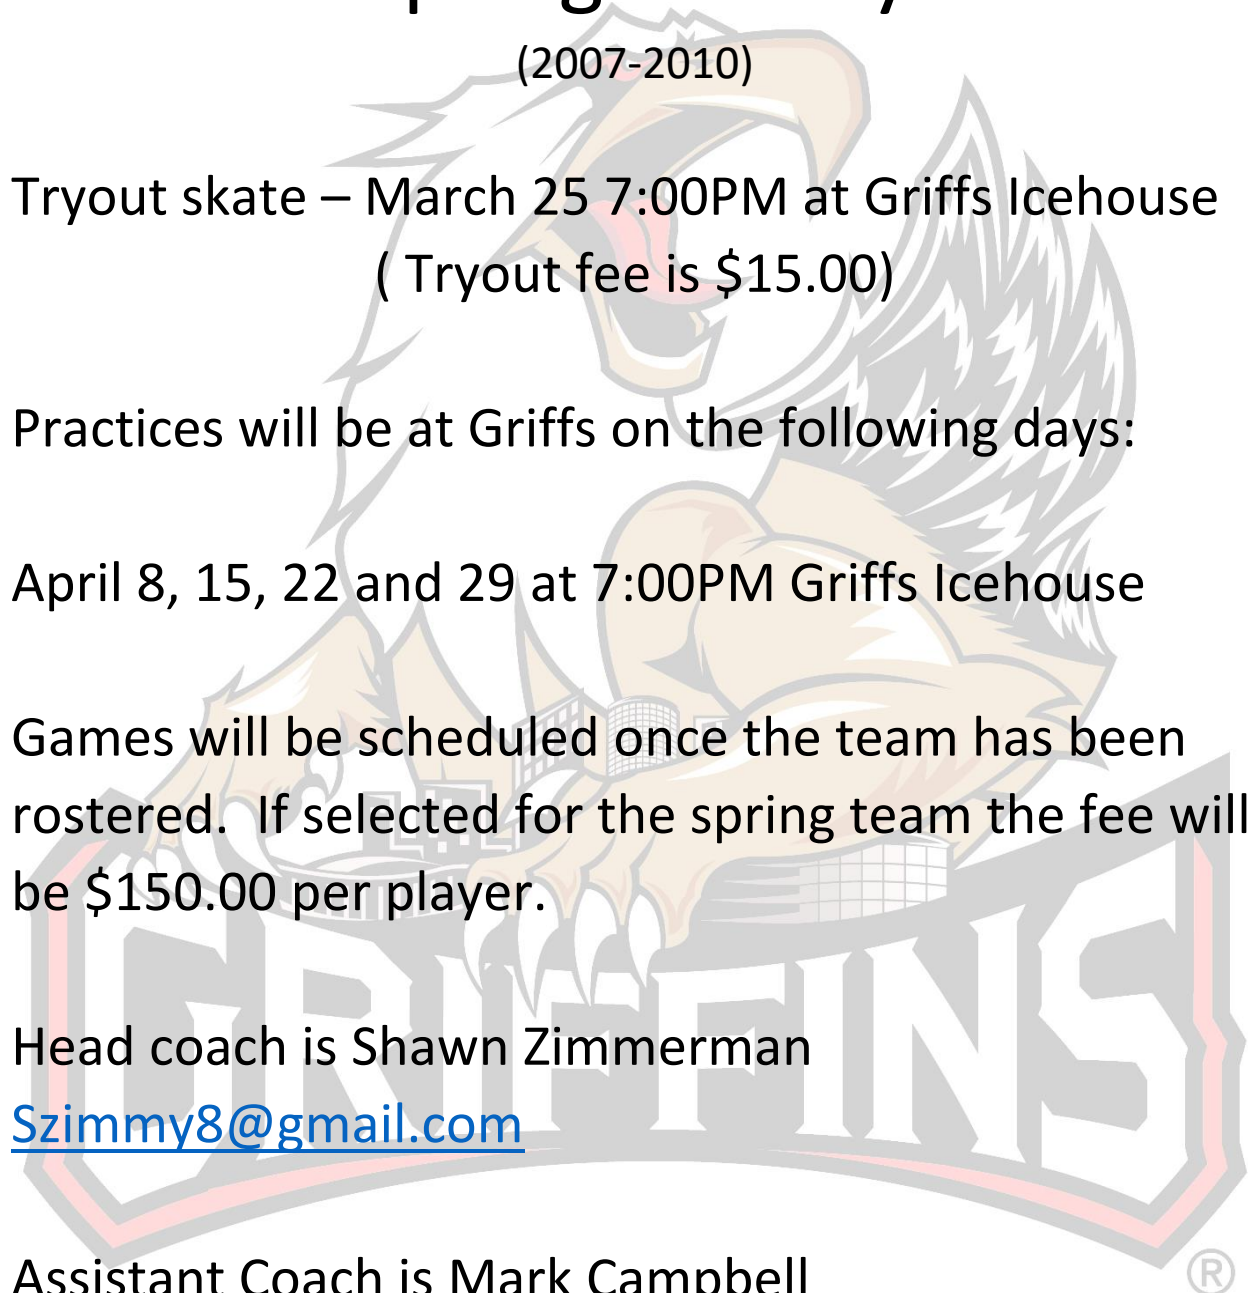 (2007-2010)
Tryout skate – March 25 7:00PM at Griffs Icehouse
( Tryout fee is $15.00)
Practices will be at Griffs on the following days:
April 8, 15, 22 and 29 at 7:00PM Griffs Icehouse
Games will be scheduled once the team has been
rostered.  If selected for the spring team the fee will
be $150.00 per player.
Head coach is Shawn Zimmerman
Szimmy8@gmail.com
GRIFFINS
Assistant Coach is Mark Campbell
®